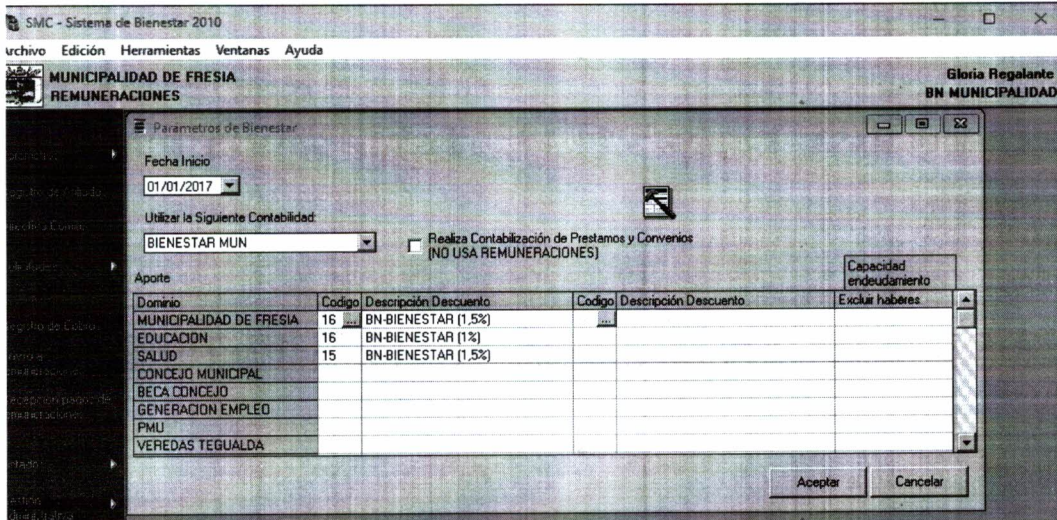 SMC - Sistema de Bienestar 2010
Archivo Edición Herramientas Ventanas Ayuda
MUNICIPALIDAD DE FRESIA
REMUNERACIONES
Gloria Regalante
BN MUNICIPALIDAD
Parametros de Bienestar
Fecha Inicio
01/01/2017
Utilizar la Siguiente Contabilidad:
BIENESTAR MUN
Realiza Contabilización de Prestamos y Convenios
(NO USA REMUNERACIONES)
Aporte
Capacidad
endeudamiento
Dominio Codigo Descripción Descuento Codigo Descripción Descuento Excluir haberes
MUNICIPALIDAD DE FRESIA 16 ... BN-BIENESTAR (1,5%) ...
EDUCACION 16 BN-BIENESTAR (1%)
SALUD 15 BN-BIENESTAR (1,5%)
CONCEJO MUNICIPAL
BECA CONCEJO
GENERACION EMPLEO
PMU
VEREDAS TEGUALDA
Aceptar Cancelar